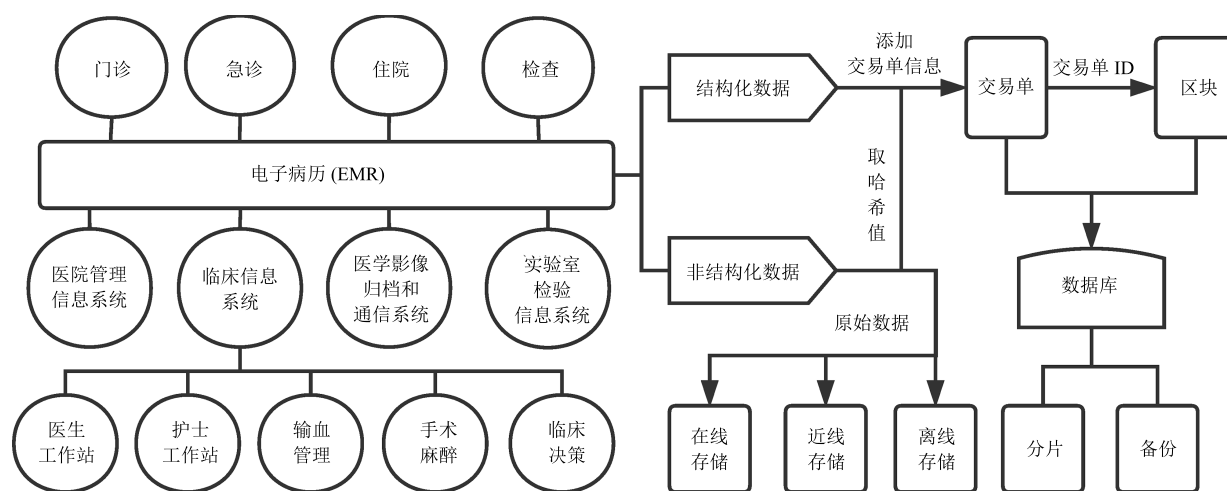 门诊
急诊
住院
检查
电子病历 (EMR)
医院管理
信息系统
临床信息
系统
医学影像
归档和
通信系统
实验室
检验
信息系统
医生
工作站
护士
工作站
输血
管理
手术
麻醉
临床
决策
结构化数据
添加
交易单信息
交易单
交易单 ID
区块
取
哈
希
值
非结构化数据
原始数据
数据库
在线
存储
近线
存储
离线
存储
分片
备份